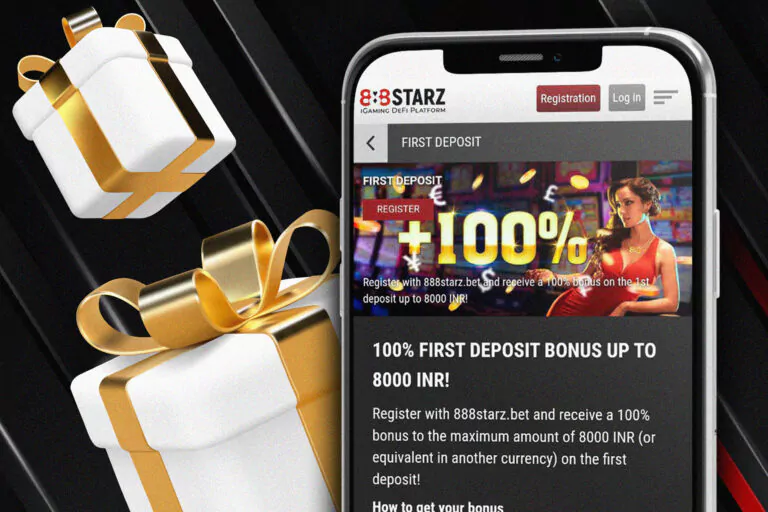 888STARZ
iGAMING DEFI PLATFORM
Registration
Log in
FIRST DEPOSIT
FIRST DEPOSIT
REGISTER
+100%
€
£
¥
$
£
Register with 888starz.bet and receive a 100% bonus on the 1st
deposit up to 8000 INR!
100% FIRST DEPOSIT BONUS UP TO
8000 INR!
Register with 888starz.bet and receive a 100%
bonus to the maximum amount of 8000 INR (or
equivalent in another currency) on the first
deposit!
How to get your bonus